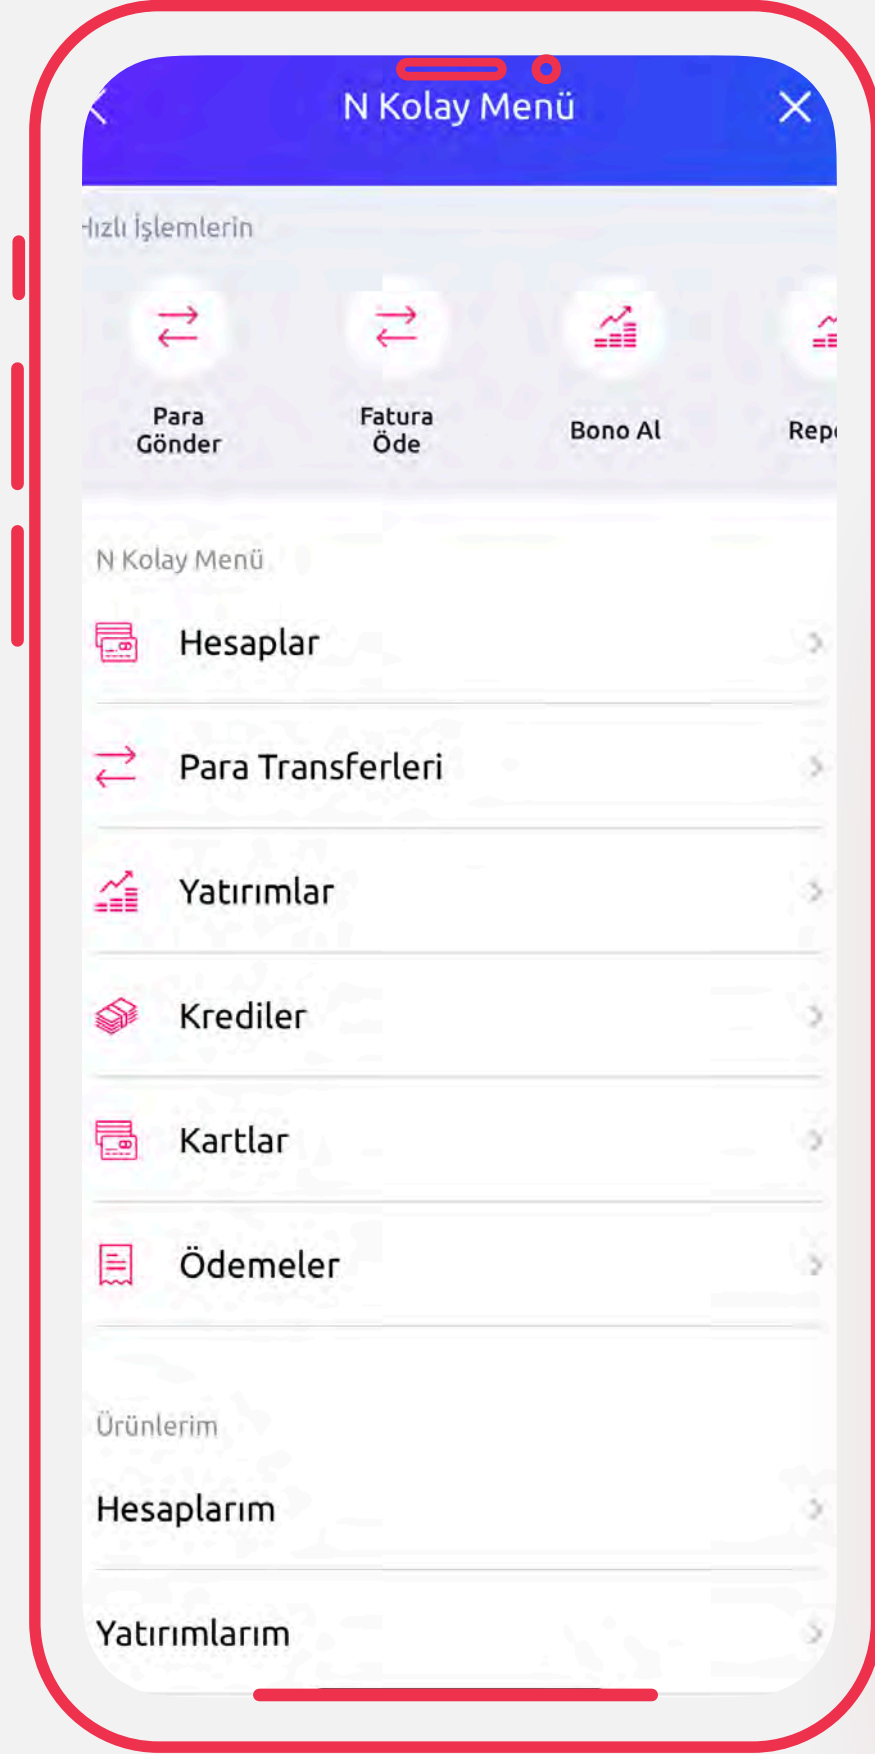 N Kolay Menü
Hızlı İşlemlerin
Para
Gönder
Fatura
Öde
Bono Al
N Kolay Menü
Hesaplar
Para Transferleri
Yatırımlar
Krediler
Kartlar
Ödemeler
Ürünlerim
Hesaplarım
Yatırımlarım